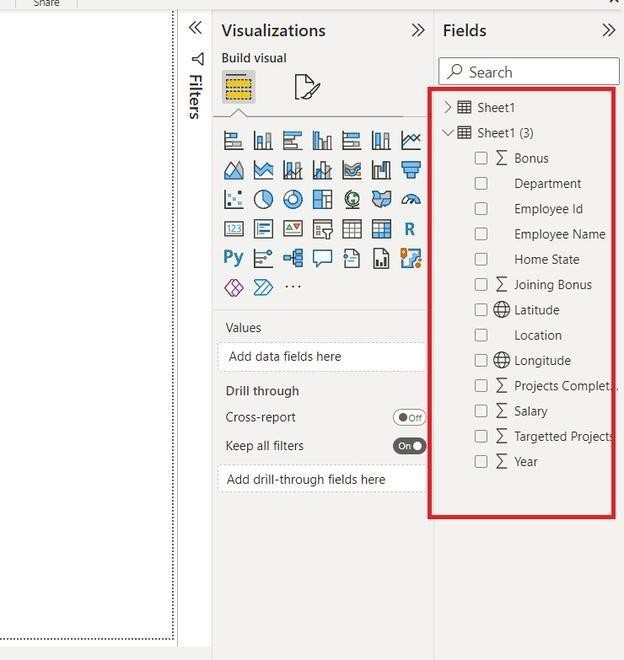 Share
Filters
Visualizations
Build visual
123
R
Py
...
Values
Add data fields here
Drill through
Cross-report
Off
Keep all filters
On
Add drill-through fields here
Fields
Search
Sheet1
Sheet1 (3)
Σ Bonus
Department
Employee Id
Employee Name
Home State
Σ Joining Bonus
Latitude
Location
Longitude
Σ Projects Complet...
Σ Salary
Σ Targetted Projects
Σ Year